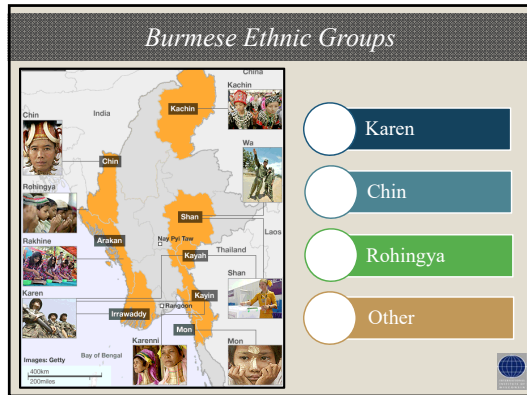 Burmese Ethnic Groups
China
Kachin
India
Chin
Kachin
Wa
Chin
Rohingya
Shan
Laos
Arakan
Nay Pyi Taw
Rakhine
Thailand
Kayah
Shan
Karen
Kayin
Rangoon
Irrawaddy
Mon
Karenni
Mon
Images: Getty
Bay of Bengal
400km
200miles
Karen
Chin
Rohingya
Other